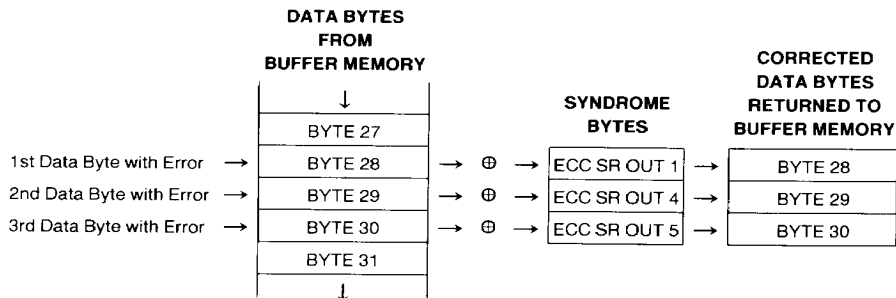 DATA BYTES
FROM
BUFFER MEMORY
CORRECTED
DATA BYTES
RETURNED TO
BUFFER MEMORY
SYNDROME
BYTES
↓
BYTE 27
1st Data Byte with Error → BYTE 28 → ⊕ → ECC SR OUT 1 → BYTE 28
2nd Data Byte with Error → BYTE 29 → ⊕ → ECC SR OUT 4 → BYTE 29
3rd Data Byte with Error → BYTE 30 → ⊕ → ECC SR OUT 5 → BYTE 30
BYTE 31
↓